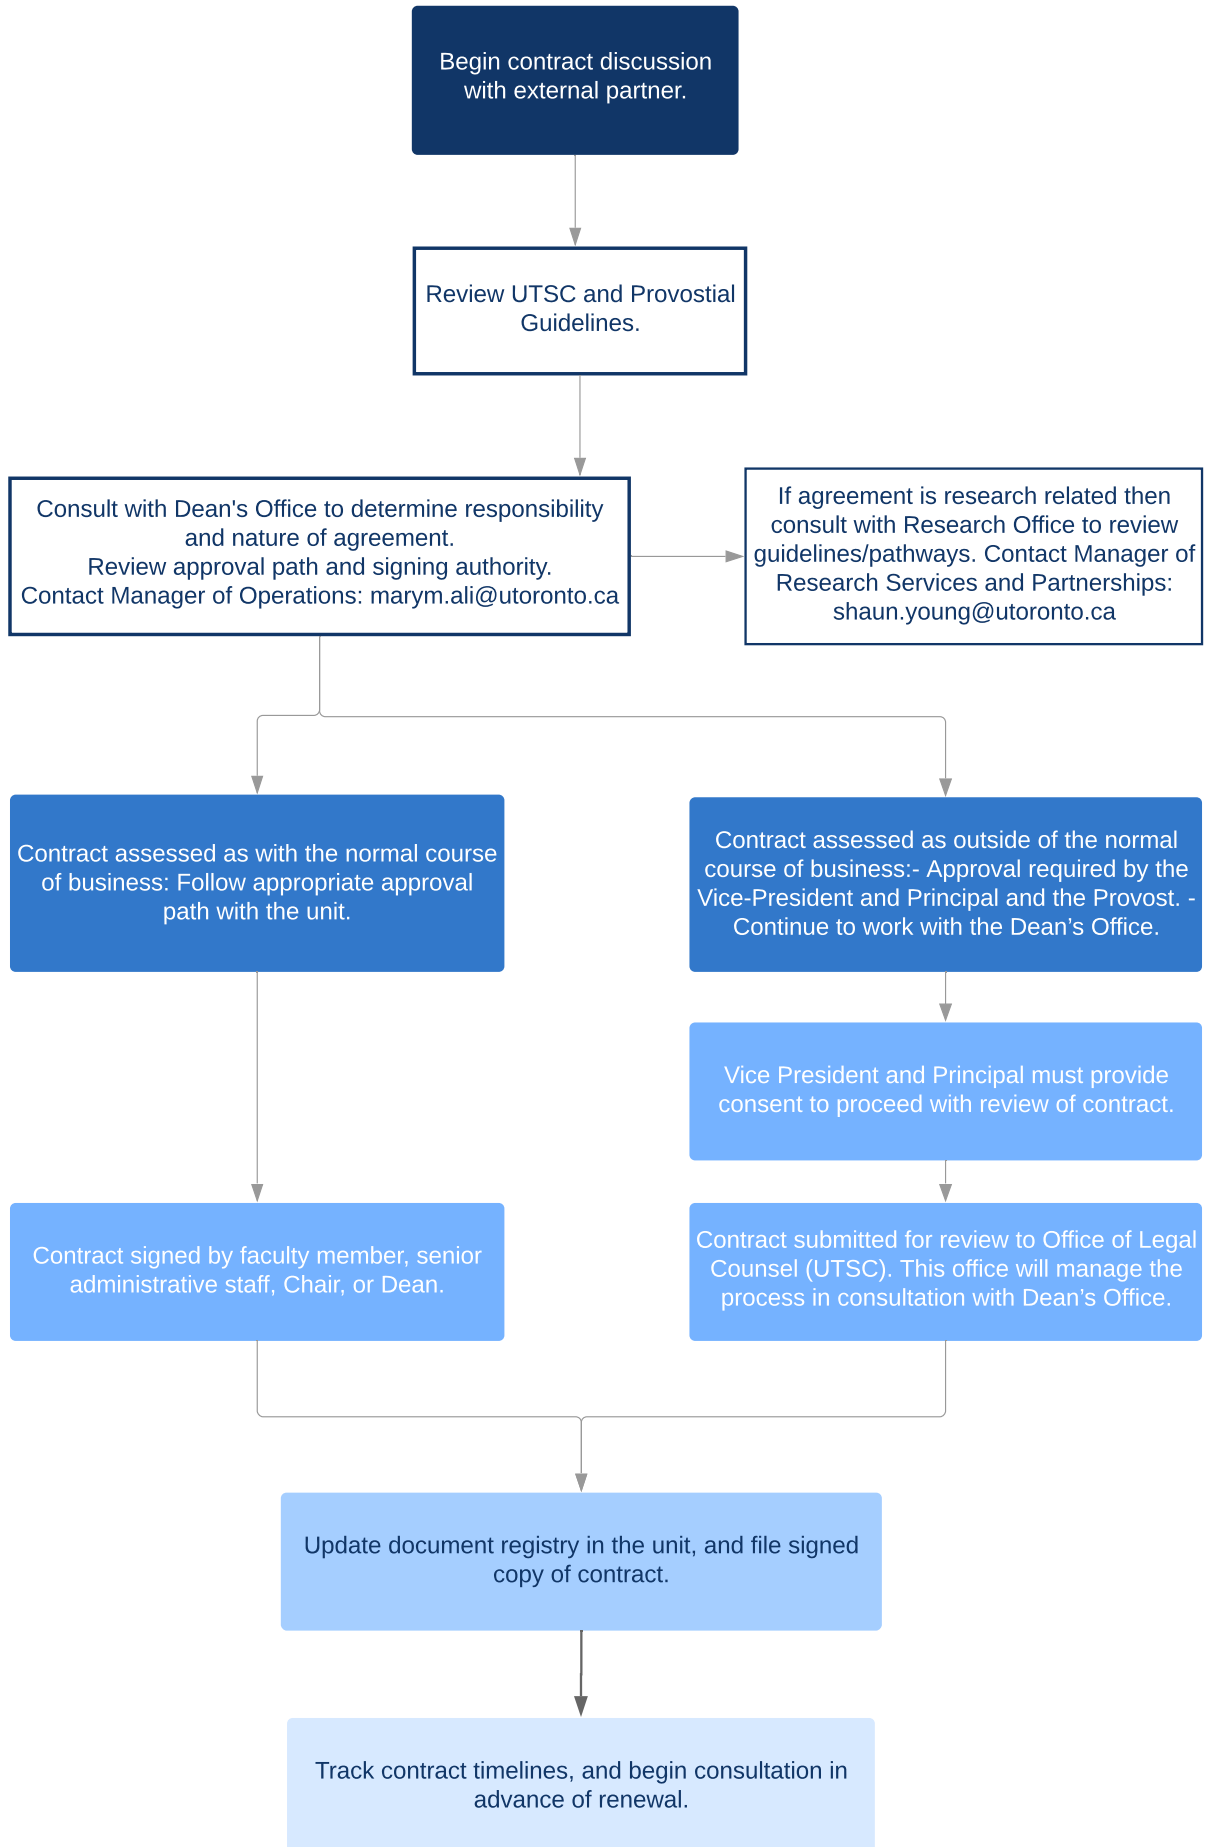 Begin contract discussion
with external partner.
Review UTSC and Provostial
Guidelines.
Consult with Dean's Office to determine responsibility
and nature of agreement.
Review approval path and signing authority.
Contact Manager of Operations: marym.ali@utoronto.ca
If agreement is research related then
consult with Research Office to review
guidelines/pathways. Contact Manager of
Research Services and Partnerships:
shaun.young@utoronto.ca
Contract assessed as with the normal course
of business: Follow appropriate approval
path with the unit.
Contract assessed as outside of the normal
course of business:- Approval required by the
Vice-President and Principal and the Provost. -
Continue to work with the Dean’s Office.
Vice President and Principal must provide
consent to proceed with review of contract.
Contract signed by faculty member, senior
administrative staff, Chair, or Dean.
Contract submitted for review to Office of Legal
Counsel (UTSC). This office will manage the
process in consultation with Dean’s Office.
Update document registry in the unit, and file signed
copy of contract.
Track contract timelines, and begin consultation in
advance of renewal.